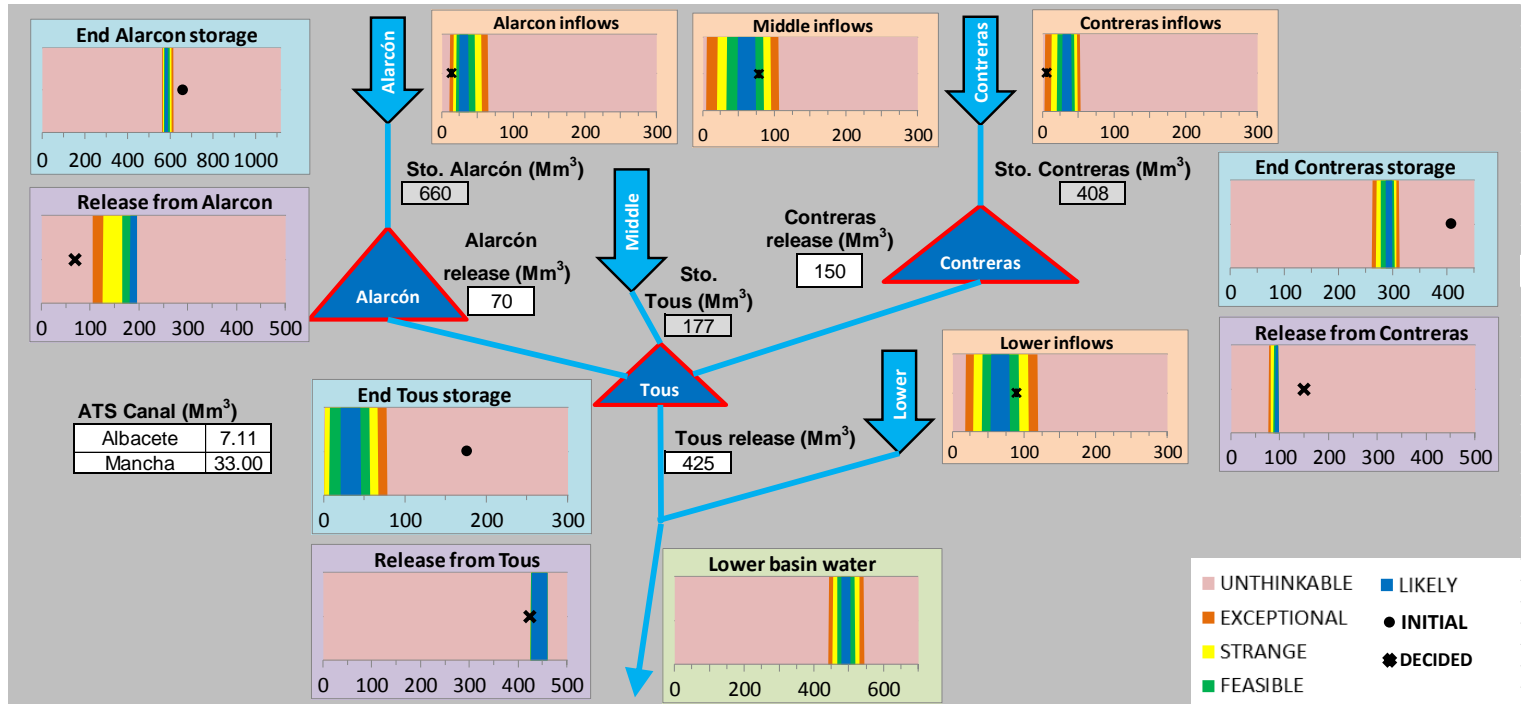 End Alarcon storage
0 200 400 600 800 1000
Alarcón
Alarcon inflows
0 100 200 300
Middle inflows
0 100 200 300
Contreras
Contreras inflows
0 100 200 300
Sto. Alarcón (Mm³)
660
Sto. Contreras (Mm³)
408
End Contreras storage
0 100 200 300 400
Release from Alarcon
0 100 200 300 400 500
Alarcón
release (Mm³)
70
Alarcón
Middle
Sto.
Tous (Mm³)
177
Contreras
release (Mm³)
150
Contreras
Release from Contreras
0 100 200 300 400 500
Tous
Lower
Lower inflows
0 100 200 300
ATS Canal (Mm³)
Albacete 7.11
Mancha 33.00
End Tous storage
0 100 200 300
Tous release (Mm³)
425
Release from Tous
0 100 200 300 400 500
Lower basin water
0 200 400 600
UNTHINKABLE
EXCEPTIONAL
STRANGE
FEASIBLE
LIKELY
INITIAL
DECIDED